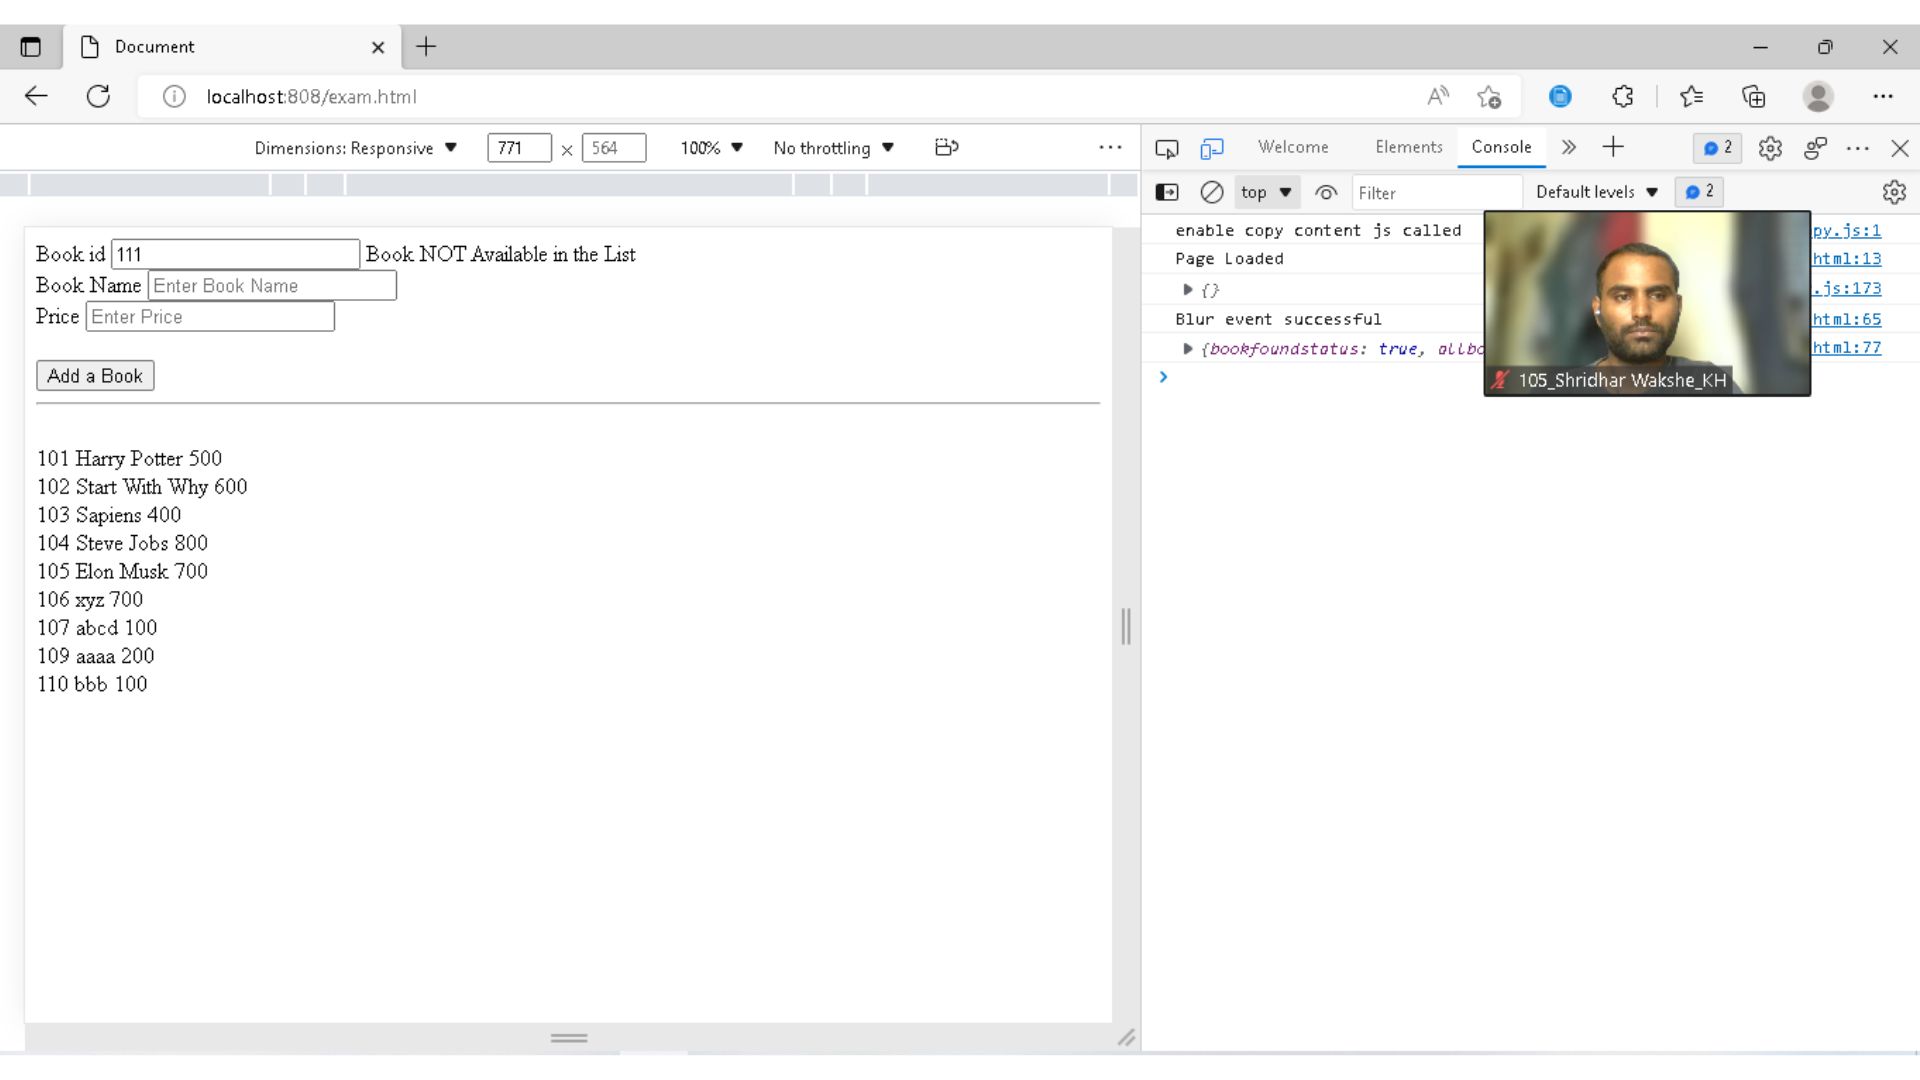 Document
localhost:808/exam.html
Dimensions: Responsive 771 × 564 100% No throttling
Welcome Elements Console 2
top Filter Default levels 2
Book id 111 Book NOT Available in the List
Book Name Enter Book Name
Price Enter Price
Add a Book
101 Harry Potter 500
102 Start With Why 600
103 Sapiens 400
104 Steve Jobs 800
105 Elon Musk 700
106 xyz 700
107 abcd 100
109 aaaa 200
110 bbb 100
enable copy content js called py.js:1
Page Loaded html:13
{} .js:173
Blur event successful html:65
{bookfoundstatus: true, allbo html:77
105_Shridhar Wakshe_KH